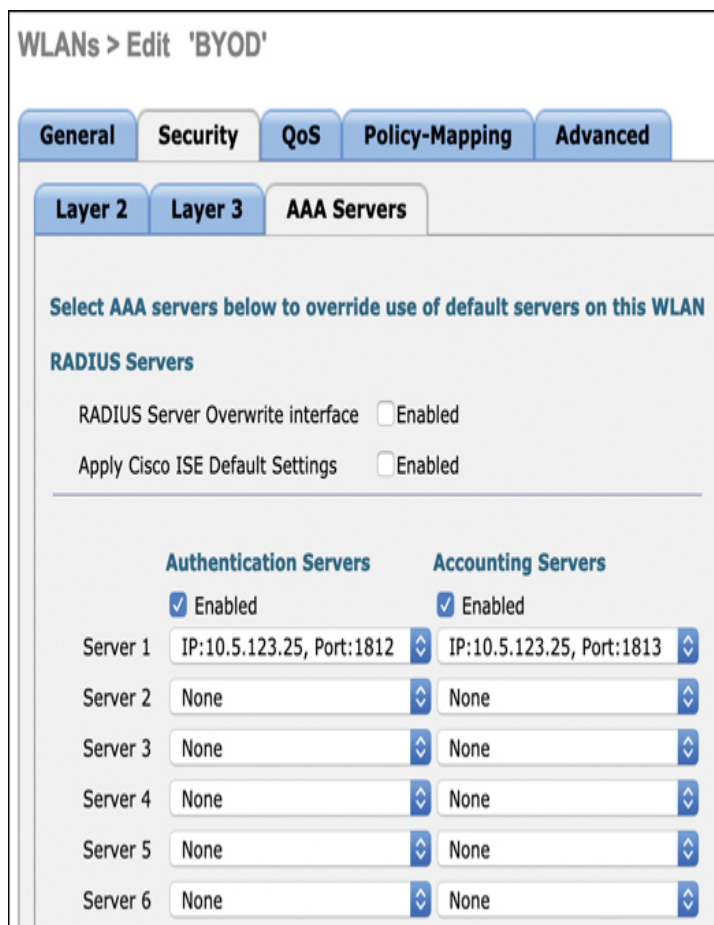 WLANs > Edit 'BYOD'
General Security QoS Policy-Mapping Advanced
Layer 2 Layer 3 AAA Servers
Select AAA servers below to override use of default servers on this WLAN
RADIUS Servers
RADIUS Server Overwrite interface Enabled
Apply Cisco ISE Default Settings Enabled
Authentication Servers Accounting Servers
Enabled Enabled
Server 1 IP:10.5.123.25, Port:1812 IP:10.5.123.25, Port:1813
Server 2 None None
Server 3 None None
Server 4 None None
Server 5 None None
Server 6 None None